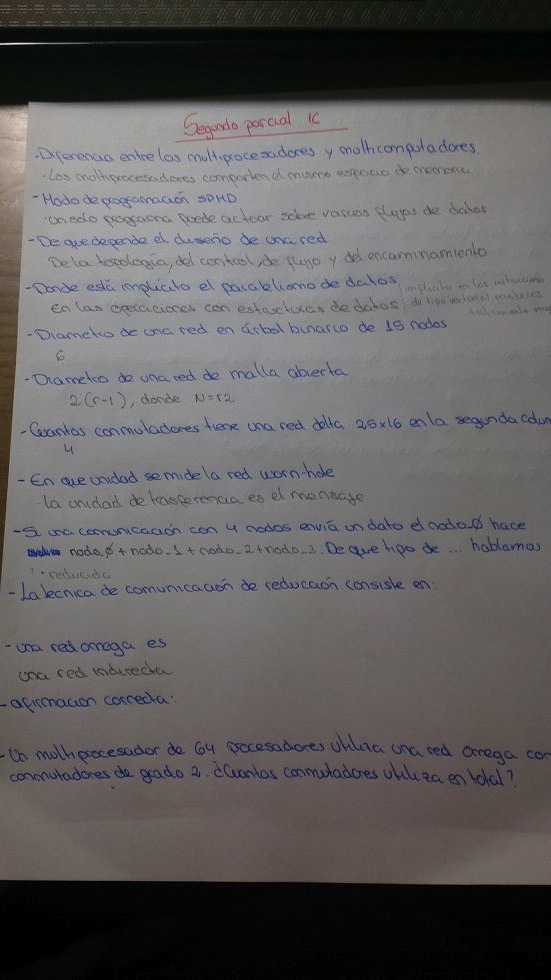 Segundo parcial IC
- Diferencia entre los multiprocesadores y multicomputadores.
· Los multiprocesadores comparten el mismo espacio de memoria
- Modo de programación SPMD
· Un solo programa puede actuar sobre varios flujos de datos
- De que depende el diseño de una red
De la topología, del control, de flujo y del encaminamiento
- Donde está implícito el paralelismo de datos
implícito en las
En las operaciones con estructuras de datos
de tipo vectorial matrices
- Diametro de una red en árbol binario de 15 nodos
6
- Diametro de una red de malla abierta
2(r-1), donde N=r2
- Cuantos conmutadores tiene una red delta 25x16 en la segunda colum
4
- En que unidad se mide la red worn-hole
· la unidad de trasferencia es el mensaje
- Si una comunicación con 4 nodos envía un dato el nodo Ø hace
nodo Ø + nodo_1 + nodo_2 + nodo_3. De que tipo de ... hablamos
? · reducida
- La técnica de comunicación de reducción consiste en:
- una red omega es
una red indirecta
- afirmación correcta:
- Un multiprocesador de 64 procesadores utiliza una red omega con
conmutadores de grado 2. ¿Cuantos conmutadores utiliza en total?